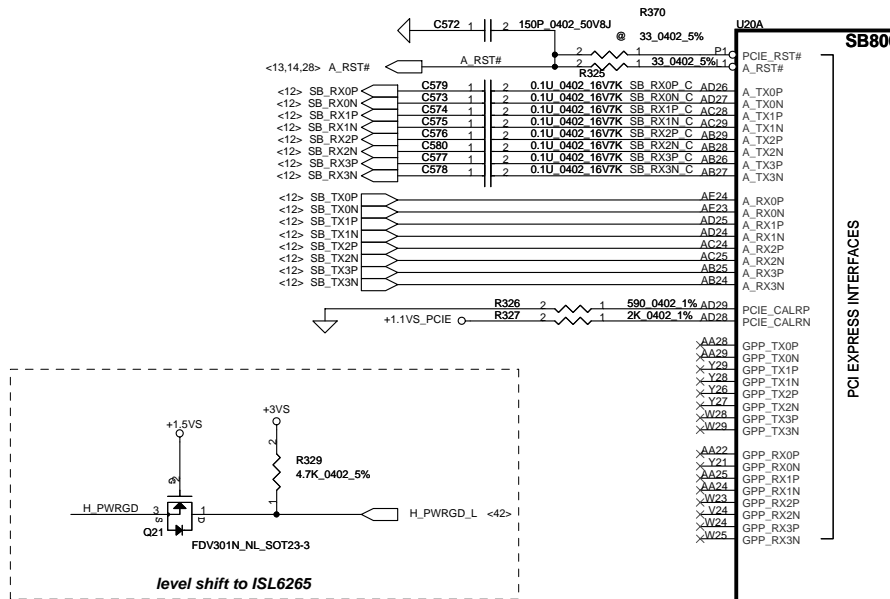 R370
C572 1 2 150P_0402_50V8J
@ 2 1 33_0402_5% P1 PCIE_RST#
U20A
SB800
<13,14,28> A_RST# A_RST# 2 1 33_0402_5% L1 A_RST#
R325
<12> SB_RX0P C579 1 2 0.1U_0402_16V7K SB_RX0P_C AD26 A_TX0P
<12> SB_RX0N C573 1 2 0.1U_0402_16V7K SB_RX0N_C AD27 A_TX0N
<12> SB_RX1P C574 1 2 0.1U_0402_16V7K SB_RX1P_C AC28 A_TX1P
<12> SB_RX1N C575 1 2 0.1U_0402_16V7K SB_RX1N_C AC29 A_TX1N
<12> SB_RX2P C576 1 2 0.1U_0402_16V7K SB_RX2P_C AB29 A_TX2P
<12> SB_RX2N C580 1 2 0.1U_0402_16V7K SB_RX2N_C AB28 A_TX2N
<12> SB_RX3P C577 1 2 0.1U_0402_16V7K SB_RX3P_C AB26 A_TX3P
<12> SB_RX3N C578 1 2 0.1U_0402_16V7K SB_RX3N_C AB27 A_TX3N
<12> SB_TX0P AE24 A_RX0P
<12> SB_TX0N AE23 A_RX0N
<12> SB_TX1P AD25 A_RX1P
<12> SB_TX1N AD24 A_RX1N
<12> SB_TX2P AC24 A_RX2P
<12> SB_TX2N AC25 A_RX2N
<12> SB_TX3P AB25 A_RX3P
<12> SB_TX3N AB24 A_RX3N
R326 2 1 590_0402_1% AD29 PCIE_CALRP
+1.1VS_PCIE R327 2 1 2K_0402_1% AD28 PCIE_CALRN
AA28 GPP_TX0P
AA29 GPP_TX0N
Y29 GPP_TX1P
Y28 GPP_TX1N
Y26 GPP_TX2P
Y27 GPP_TX2N
W28 GPP_TX3P
W29 GPP_TX3N
AA22 GPP_RX0P
Y21 GPP_RX0N
AA25 GPP_RX1P
AA24 GPP_RX1N
W23 GPP_RX2P
V24 GPP_RX2N
W24 GPP_RX3P
W25 GPP_RX3N
PCI EXPRESS INTERFACES
+1.5VS
+3VS
2
R329
4.7K_0402_5%
1
G
2
H_PWRGD 3 S 1 D H_PWRGD_L <42>
Q21
FDV301N_NL_SOT23-3
level shift to ISL6265